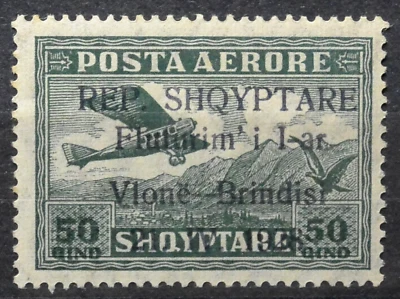 POSTA AERORE
REP. SHQYPTARE
Fluturim' i I-ar
Vlonë—Brindisi
50 50
SHQYPTARE
QIND QIND